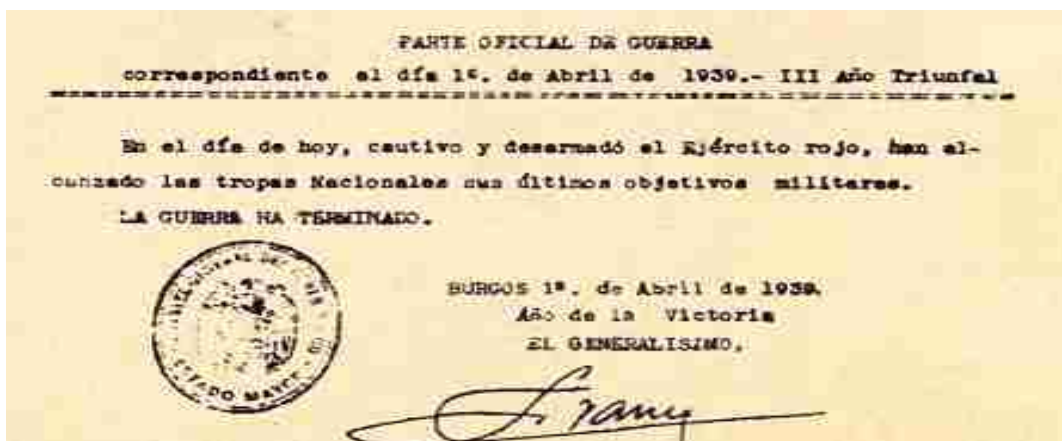 PARTE OFICIAL DE GUERRA
correspondiente al día 1º. de Abril de 1939.- III Año Triunfal
En el día de hoy, cautivo y desarmado el Ejército rojo, han al-
canzado las tropas Nacionales sus últimos objetivos militares.
LA GUERRA HA TERMINADO.
BURGOS 1º. de Abril de 1939.
Año de la Victoria
EL GENERALISIMO.
ESTADO MAYOR